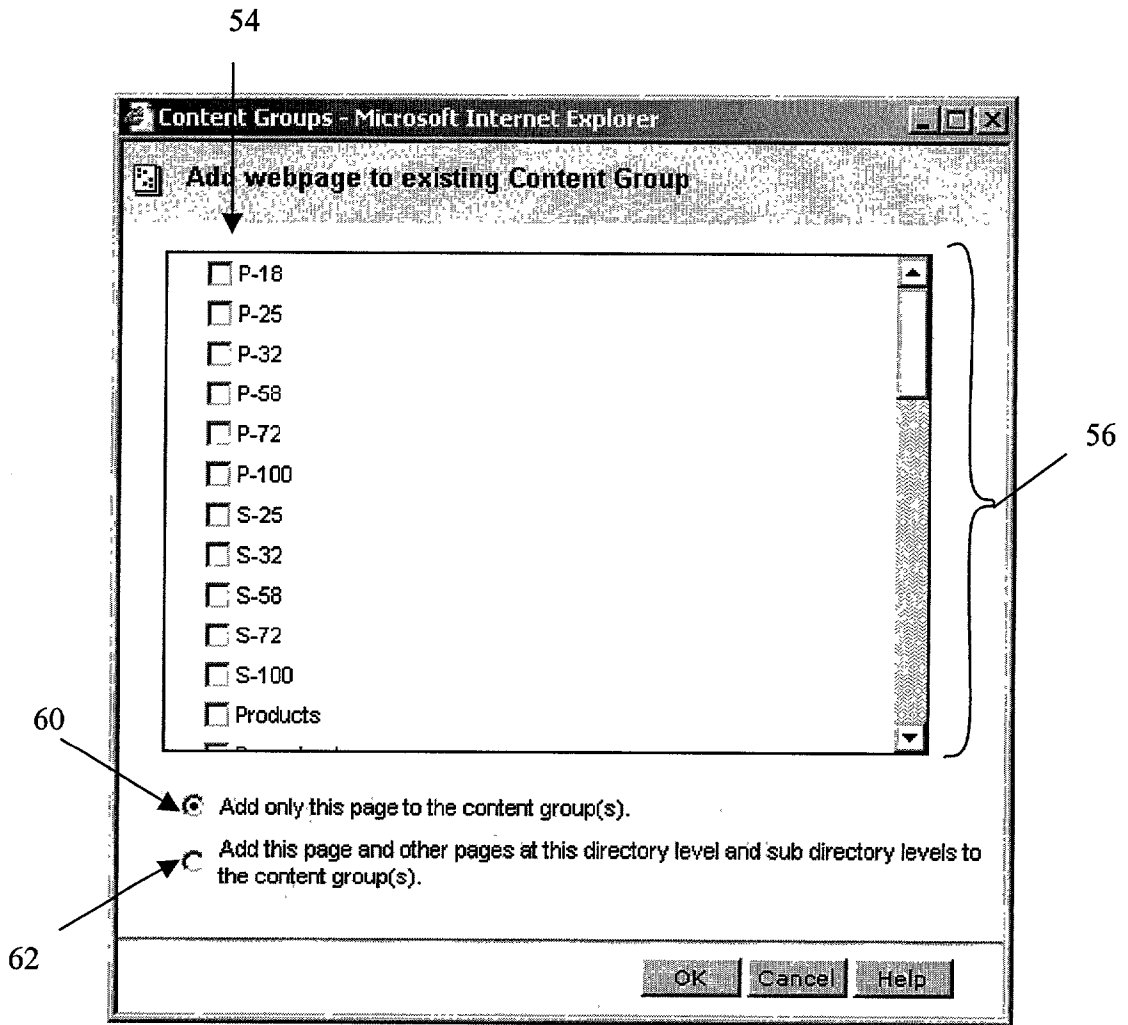 54
Content Groups - Microsoft Internet Explorer
Add webpage to existing Content Group
P-18
P-25
P-32
P-58
P-72
56
P-100
S-25
S-32
S-58
S-72
S-100
Products
60
Add only this page to the content group(s).
Add this page and other pages at this directory level and sub directory levels to
the content group(s).
62
OK Cancel Help